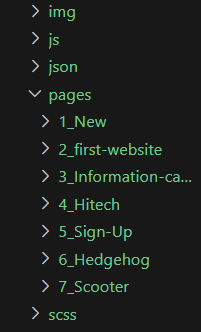 img
js
json
pages
1_New
2_first-website
3_Information-ca...
4_Hitech
5_Sign-Up
6_Hedgehog
7_Scooter
scss